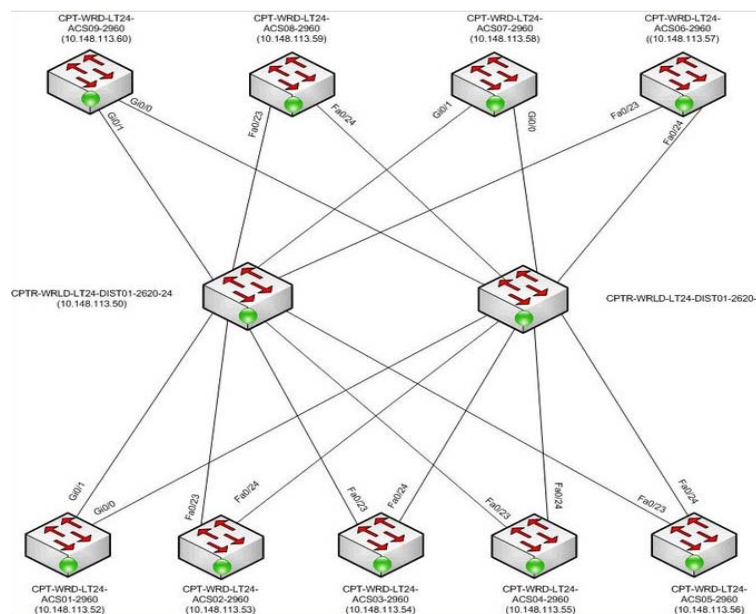 CPT-WRD-LT24-
ACS09-2960
(10.148.113.60)
CPT-WRD-LT24-
ACS08-2960
(10.148.113.59)
CPT-WRD-LT24-
ACS07-2960
(10.148.113.58)
CPT-WRD-LT24-
ACS06-2960
((10.148.113.57)
Gi0/0
Gi0/1
Fa0/23
Fa0/24
Gi0/1
Gi0/0
Fa0/23
Fa0/24
CPTR-WRLD-LT24-DIST01-2620-24
(10.148.113.50)
CPTR-WRLD-LT24-DIST01-2620-
Gi0/1
Gi0/0
Fa0/23
Fa0/24
Fa0/23
Fa0/24
Fa0/23
Fa0/24
Fa0/23
Fa0/24
CPT-WRD-LT24-
ACS01-2960
(10.148.113.52)
CPT-WRD-LT24-
ACS02-2960
(10.148.113.53)
CPT-WRD-LT24-
ACS03-2960
(10.148.113.54)
CPT-WRD-LT24-
ACS04-2960
(10.148.113.55)
CPT-WRD-LT24-
ACS05-2960
(10.148.113.56)